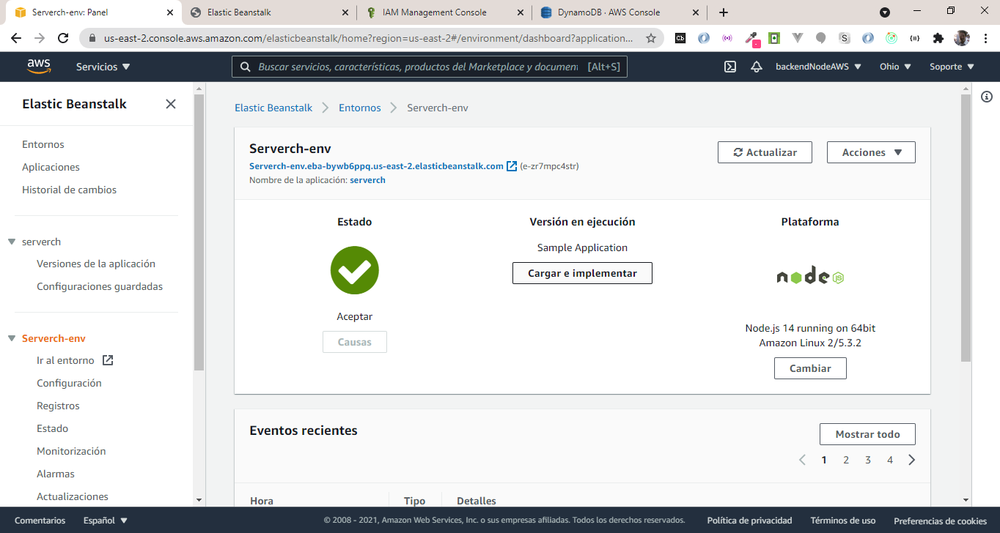 Serverch-env: Panel
Elastic Beanstalk
IAM Management Console
DynamoDB · AWS Console
us-east-2.console.aws.amazon.com/elasticbeanstalk/home?region=us-east-2#/environment/dashboard?application...
aws
Servicios
Buscar servicios, características, productos del Marketplace y documen
[Alt+S]
backendNodeAWS
Ohio
Soporte
Elastic Beanstalk
Entornos
Aplicaciones
Historial de cambios
serverch
Versiones de la aplicación
Configuraciones guardadas
Serverch-env
Ir al entorno
Configuración
Registros
Estado
Monitorización
Alarmas
Actualizaciones
Elastic Beanstalk
Entornos
Serverch-env
Serverch-env
Serverch-env.eba-bywb6ppq.us-east-2.elasticbeanstalk.com (e-zr7mpc4str)
Nombre de la aplicación: serverch
Actualizar
Acciones
Estado
Aceptar
Causas
Versión en ejecución
Sample Application
Cargar e implementar
Plataforma
node
JS
Node.js 14 running on 64bit
Amazon Linux 2/5.3.2
Cambiar
Eventos recientes
Mostrar todo
1 2 3 4
Hora
Tipo
Detalles
Comentarios
Español
© 2008 - 2021, Amazon Web Services, Inc. o sus empresas afiliadas. Todos los derechos reservados.
Política de privacidad
Términos de uso
Preferencias de cookies